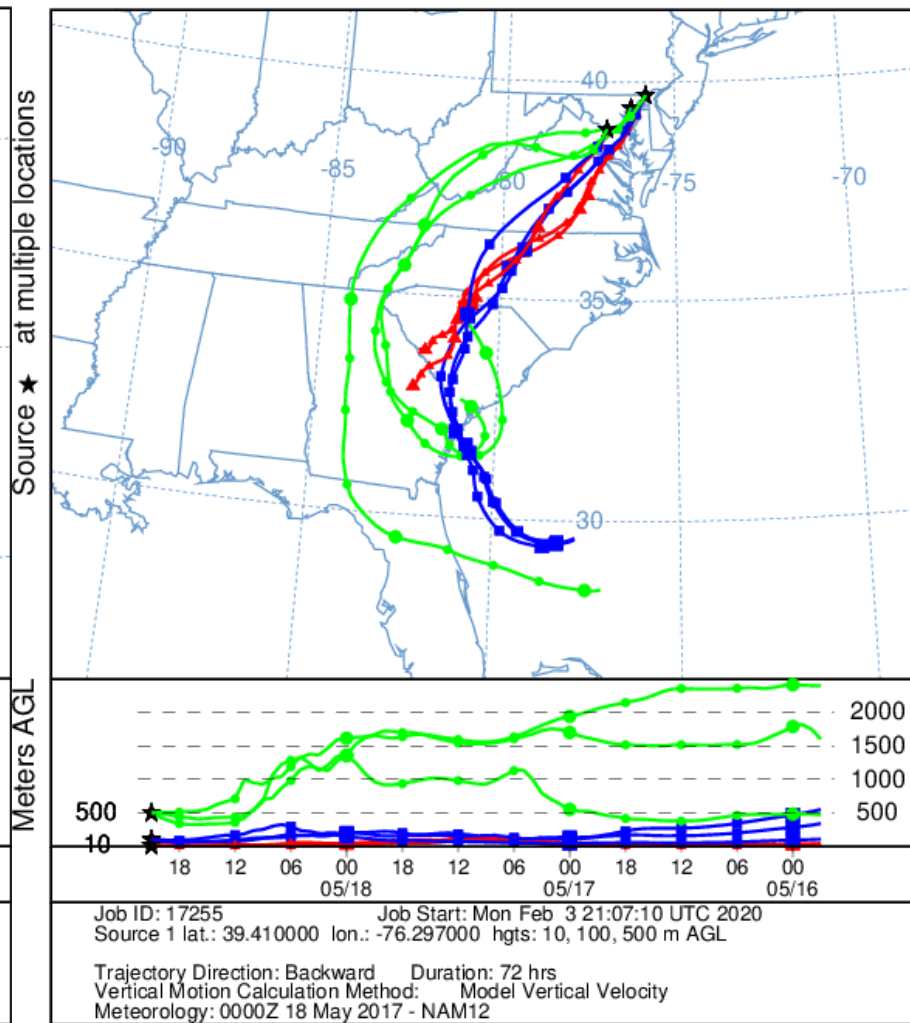 Source ★ at multiple locations
40
-90
-85
-80
-75
-70
35
30
Meters AGL
2000
1500
1000
500
500
10
18 12 06 00 18 12 06 00 18 12 06 00
05/18 05/17 05/16
Job ID: 17255 Job Start: Mon Feb 3 21:07:10 UTC 2020
Source 1 lat.: 39.410000 lon.: -76.297000 hgts: 10, 100, 500 m AGL
Trajectory Direction: Backward Duration: 72 hrs
Vertical Motion Calculation Method: Model Vertical Velocity
Meteorology: 0000Z 18 May 2017 - NAM12